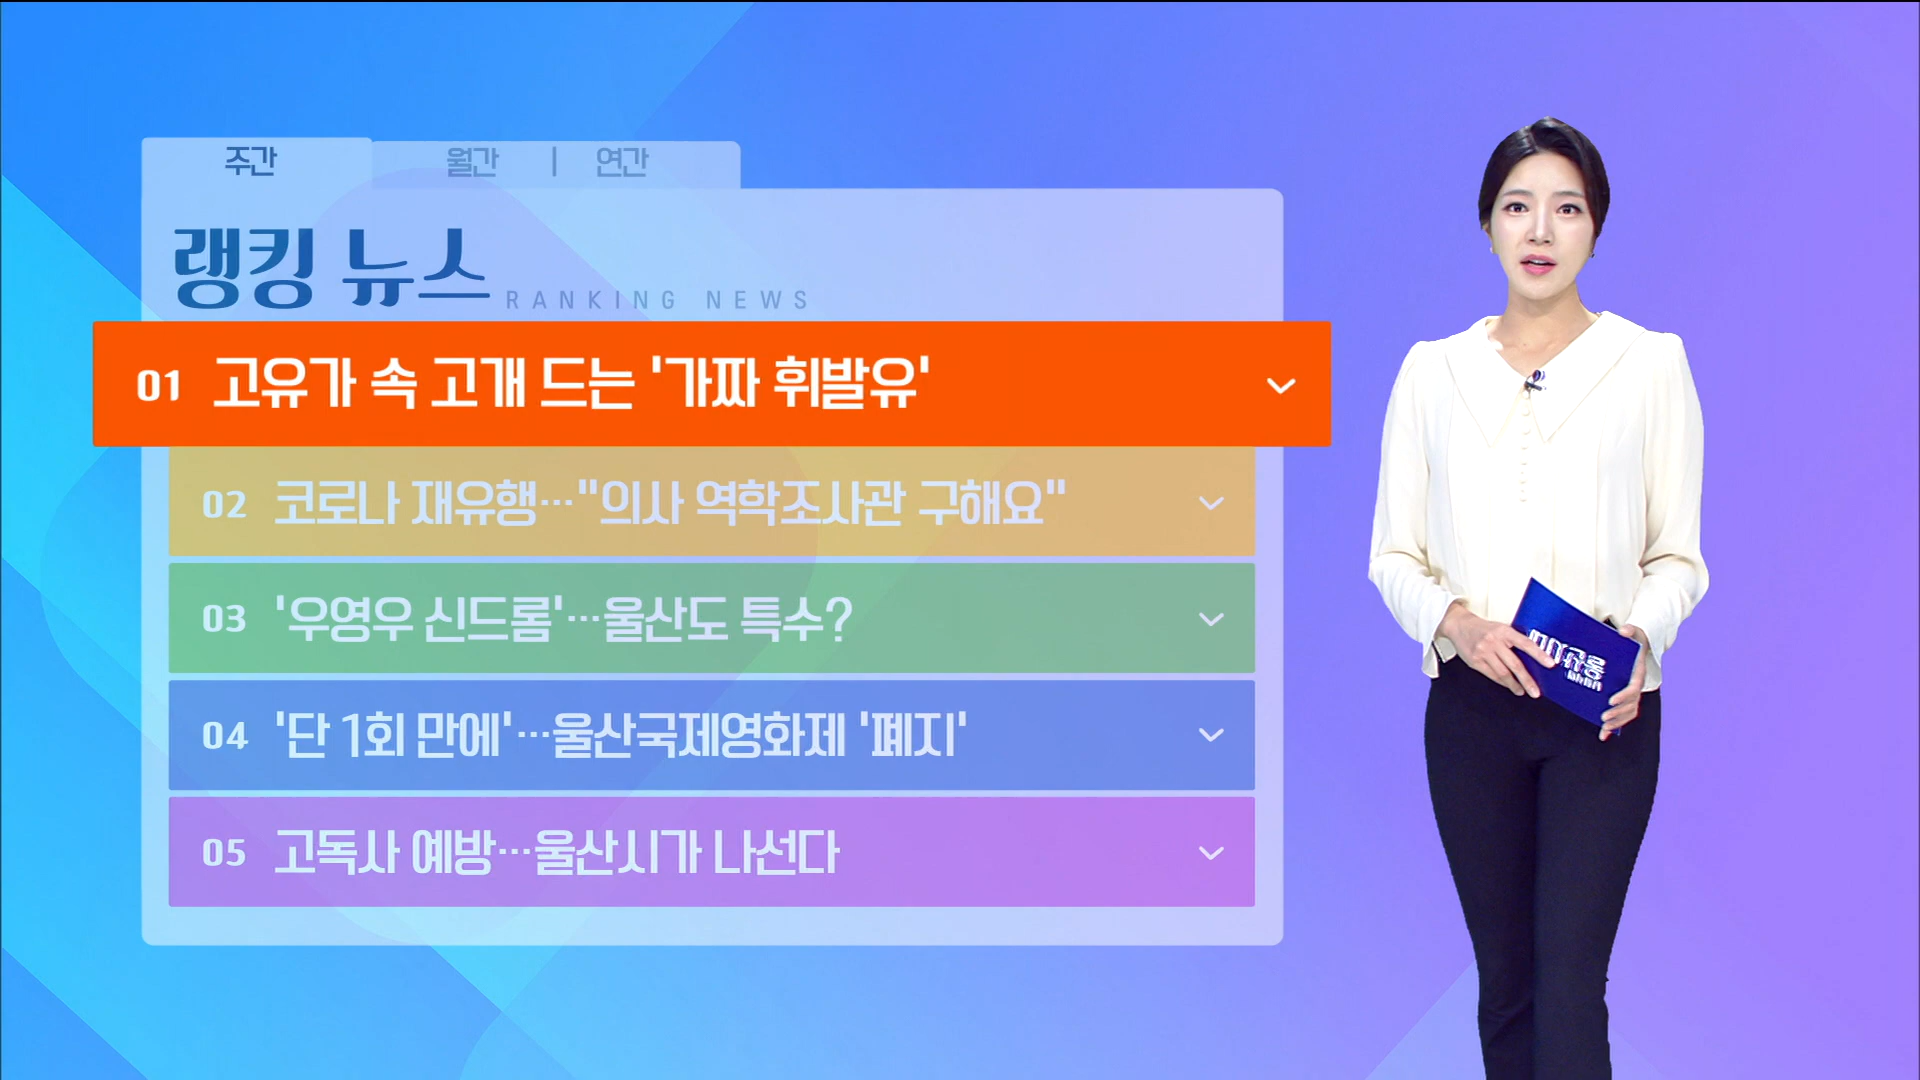 주간
월간 | 연간
랭킹 뉴스 RANKING NEWS
01 고유가 속 고개 드는 '가짜 휘발유'
02 코로나 재유행…"의사 역학조사관 구해요"
03 '우영우 신드롬'…울산도 특수?
04 '단 1회 만에'…울산국제영화제 '폐지'
05 고독사 예방…울산시가 나선다